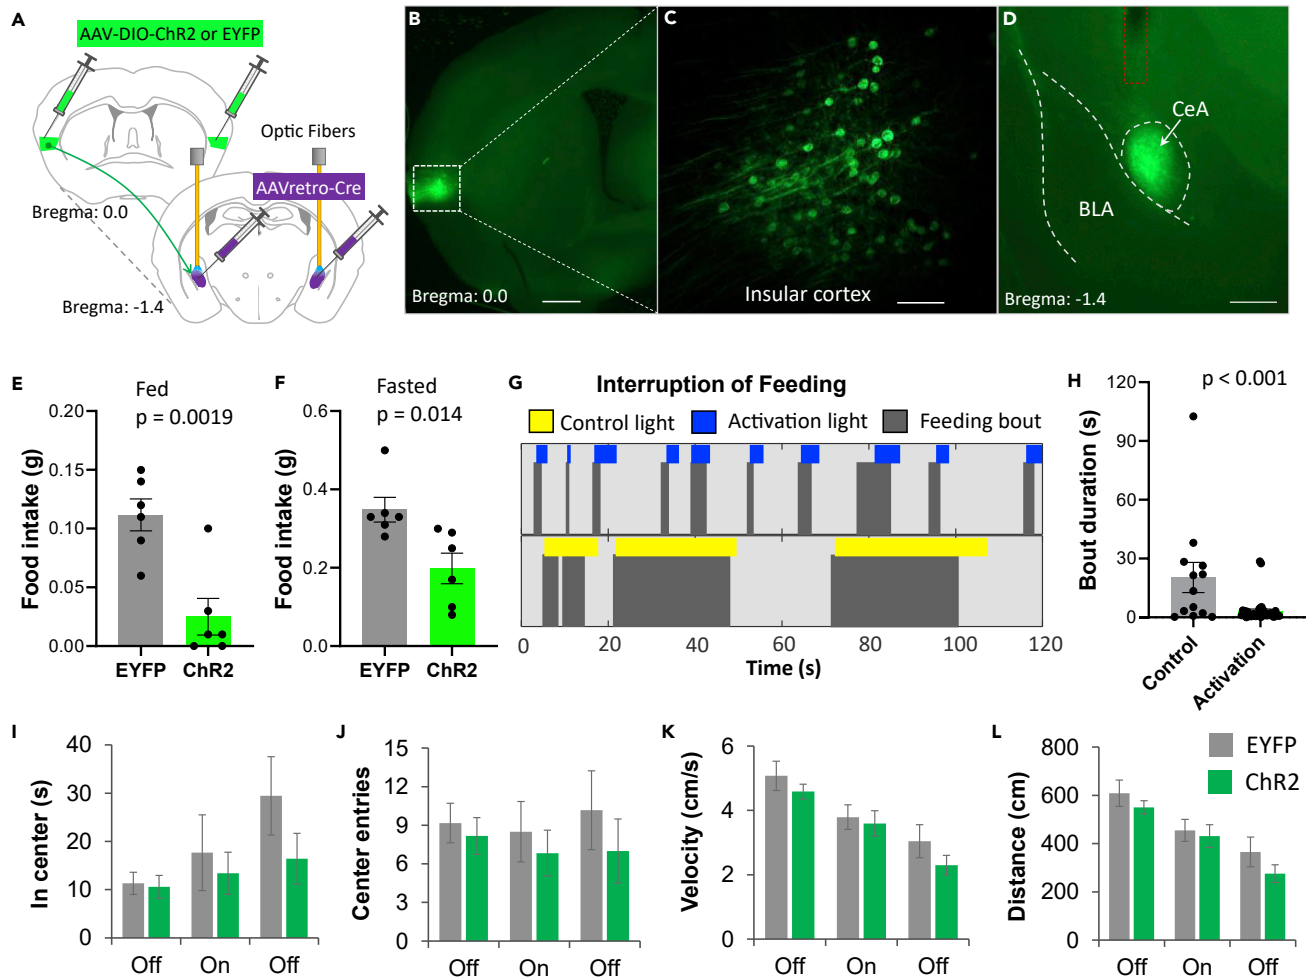 A
AAV-DIO-ChR2 or EYFP
Optic Fibers
AAVretro-Cre
Bregma: 0.0
Bregma: -1.4
B
Bregma: 0.0
C
Insular cortex
D
CeA
BLA
Bregma: -1.4
E
Fed
p = 0.0019
Food intake (g)
0.20
0.15
0.10
0.05
0.00
EYFP ChR2
F
Fasted
p = 0.014
Food intake (g)
0.6
0.4
0.2
0.0
EYFP ChR2
G
Interruption of Feeding
Control light Activation light Feeding bout
0 20 40 60 80 100 120
Time (s)
H
p < 0.001
Bout duration (s)
120
90
60
30
0
Control Activation
I
In center (s)
40
30
20
10
0
Off On Off
J
Center entries
15
12
9
6
3
0
Off On Off
K
Velocity (cm/s)
6
4
2
0
Off On Off
L
Distance (cm)
800
600
400
200
0
Off On Off
EYFP
ChR2